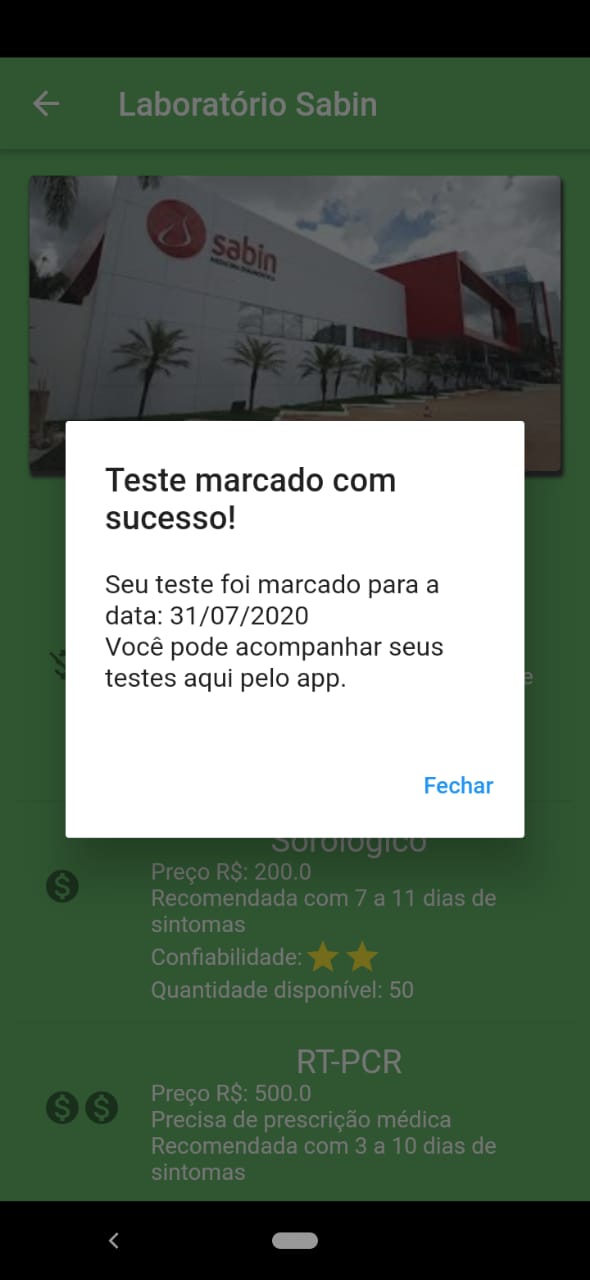 Laboratório Sabin
sabin
MEDICINA DIAGNÓSTICA
Teste marcado com
sucesso!
Seu teste foi marcado para a
data: 31/07/2020
Você pode acompanhar seus
testes aqui pelo app.
e
Fechar
Sorológico
Preço R$: 200.0
Recomendada com 7 a 11 dias de
sintomas
Confiabilidade:
Quantidade disponível: 50
RT-PCR
Preço R$: 500.0
Precisa de prescrição médica
Recomendada com 3 a 10 dias de
sintomas